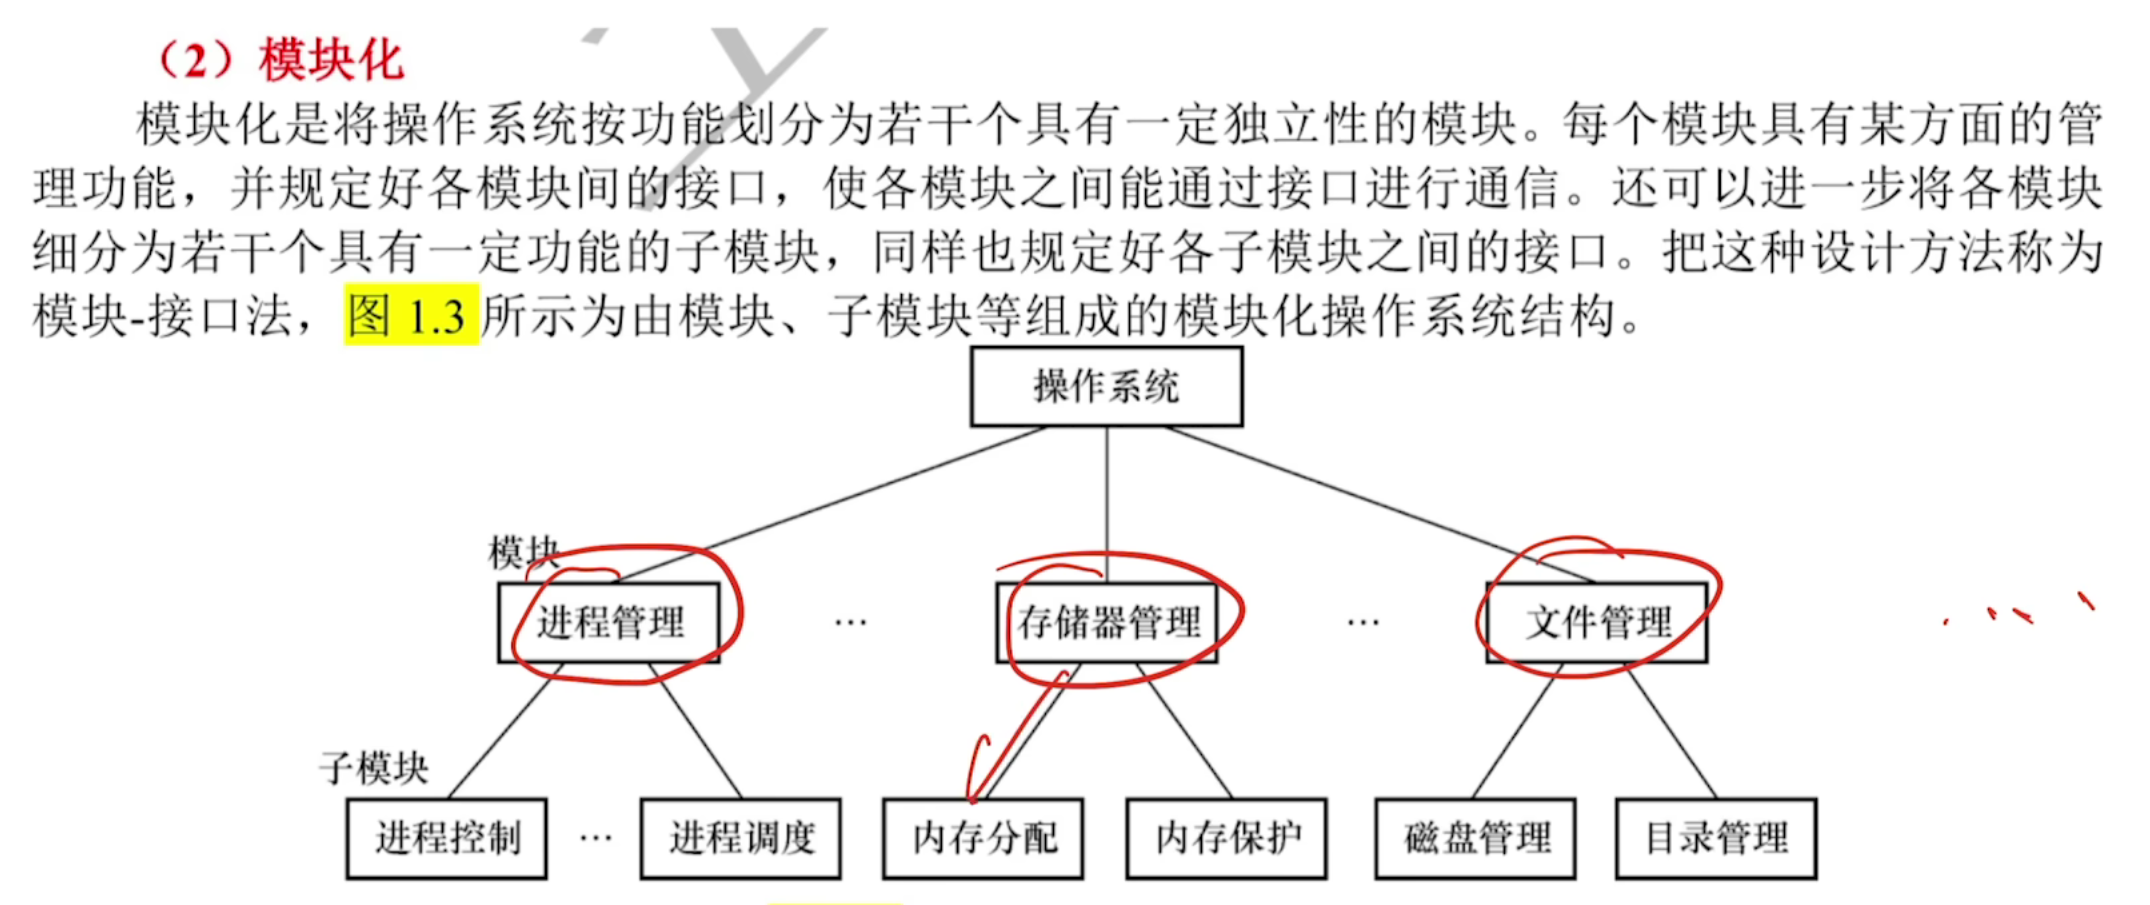 （2）模块化
模块化是将操作系统按功能划分为若干个具有一定独立性的模块。每个模块具有某方面的管
理功能，并规定好各模块间的接口，使各模块之间能通过接口进行通信。还可以进一步将各模块
细分为若干个具有一定功能的子模块，同样也规定好各子模块之间的接口。把这种设计方法称为
模块-接口法，图 1.3 所示为由模块、子模块等组成的模块化操作系统结构。
操作系统
模块
进程管理 … 存储器管理 … 文件管理
子模块
进程控制 … 进程调度 内存分配 内存保护 磁盘管理 目录管理